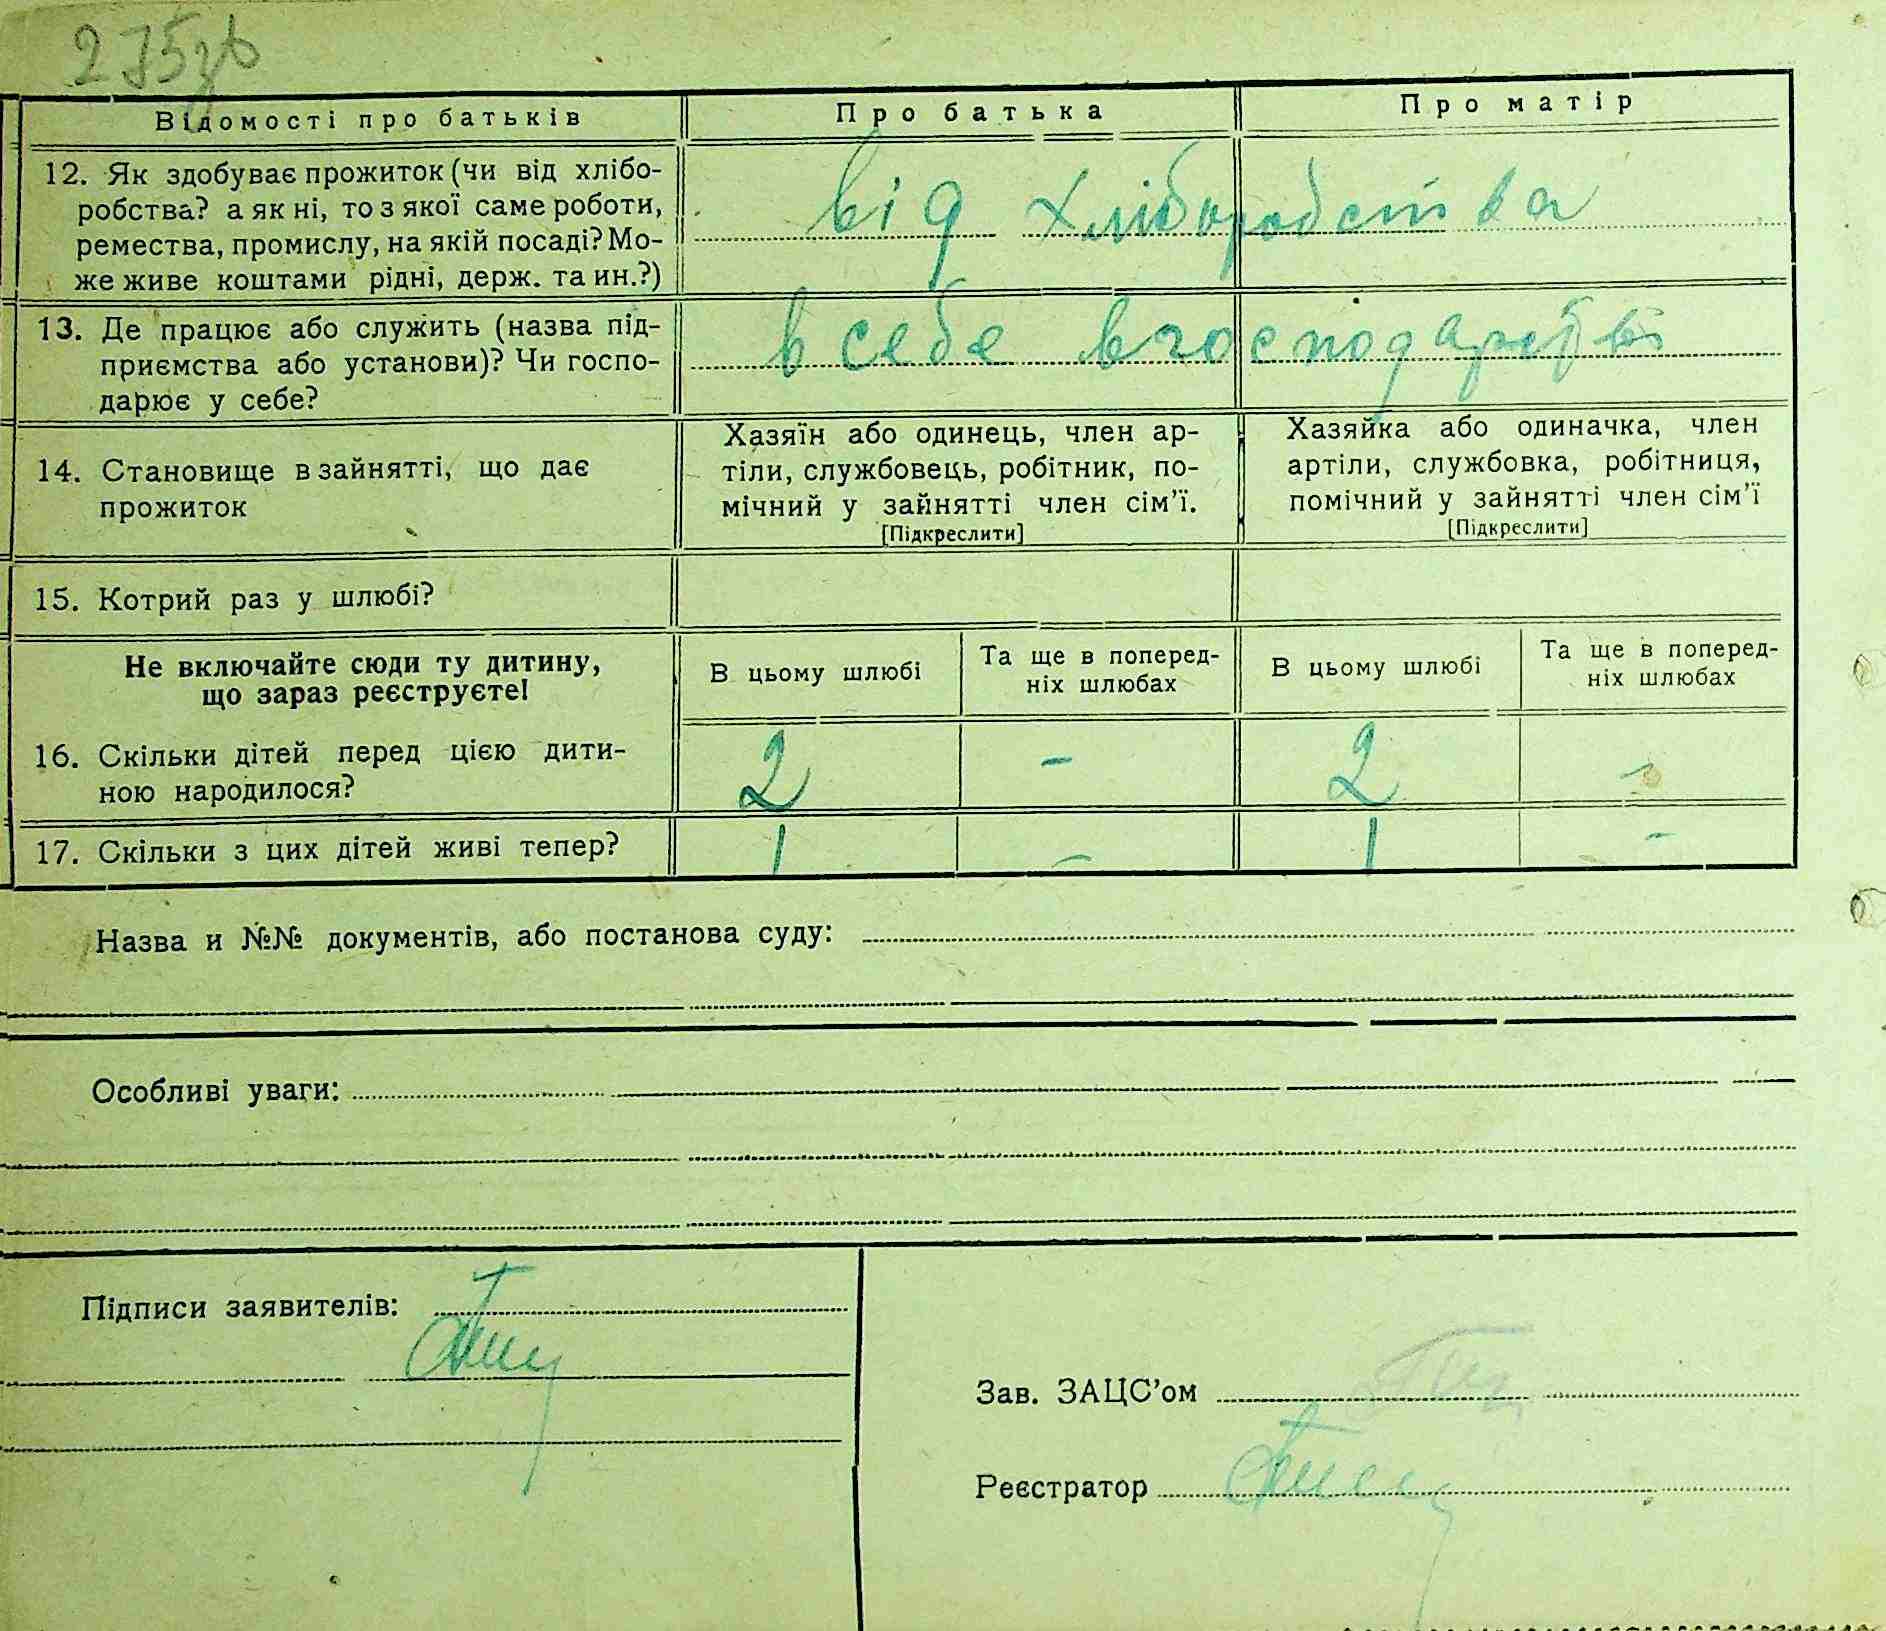 275зв
Відомості про батьків
Про батька
Про матір
12. Як здобуває прожиток (чи від хлібо-
робства? а як ні, то з якої саме роботи,
ремества, промислу, на якій посаді? Мо-
же живе коштами рідні, держ. та ин.?)
від хліборобства
13. Де працює або служить (назва під-
приємства або установи)? Чи госпо-
дарює у себе?
в себе в господарстві
14. Становище в зайнятті, що дає
прожиток
Хазяїн або одинець, член ар-
тіли, службовець, робітник, по-
мічний у зайнятті член сім’ї.
[Підкреслити]
Хазяйка або одиначка, член
артіли, службовка, робітниця,
помічний у зайнятті член сім’ї
[Підкреслити]
15. Котрий раз у шлюбі?
Не включайте сюди ту дитину,
що зараз реєструєте!
В цьому шлюбі
Та ще в поперед-
ніх шлюбах
В цьому шлюбі
Та ще в поперед-
ніх шлюбах
16. Скільки дітей перед цією дити-
ною народилося?
2 - 2 -
17. Скільки з цих дітей живі тепер?
1 - 1 -
Назва и №№ документів, або постанова суду:
Особливі уваги:
Підписи заявителів:
Зав. ЗАЦС’ом
Реєстратор